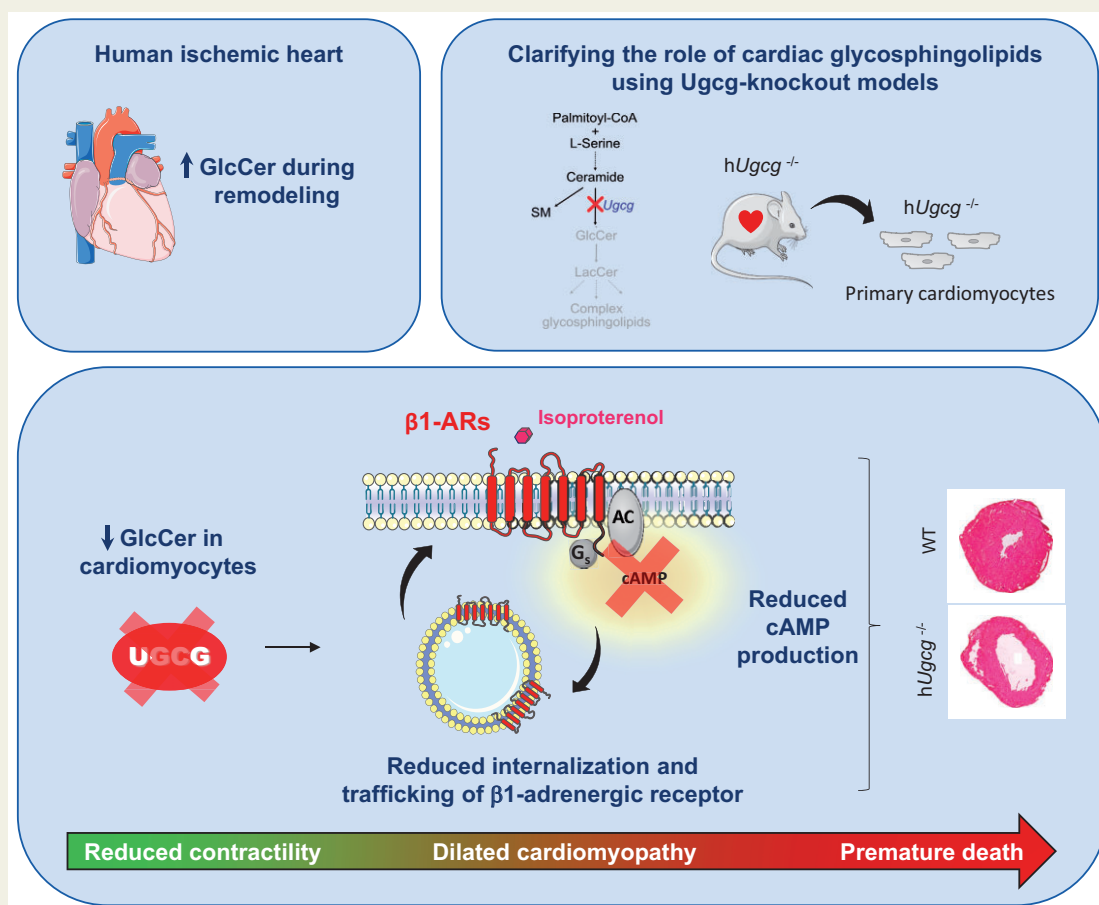 Human ischemic heart
↑ GlcCer during
remodeling
Clarifying the role of cardiac glycosphingolipids
using Ugcg-knockout models
Palmitoyl-CoA
+
L-Serine
Ceramide
SM
Ugcg
GlcCer
LacCer
Complex
glycosphingolipids
hUgcg -/-
hUgcg -/-
Primary cardiomyocytes
β1-ARs
Isoproterenol
AC
Gs
cAMP
↓ GlcCer in
cardiomyocytes
UGCG
Reduced
cAMP
production
WT
hUgcg -/-
Reduced internalization and
trafficking of β1-adrenergic receptor
Reduced contractility
Dilated cardiomyopathy
Premature death